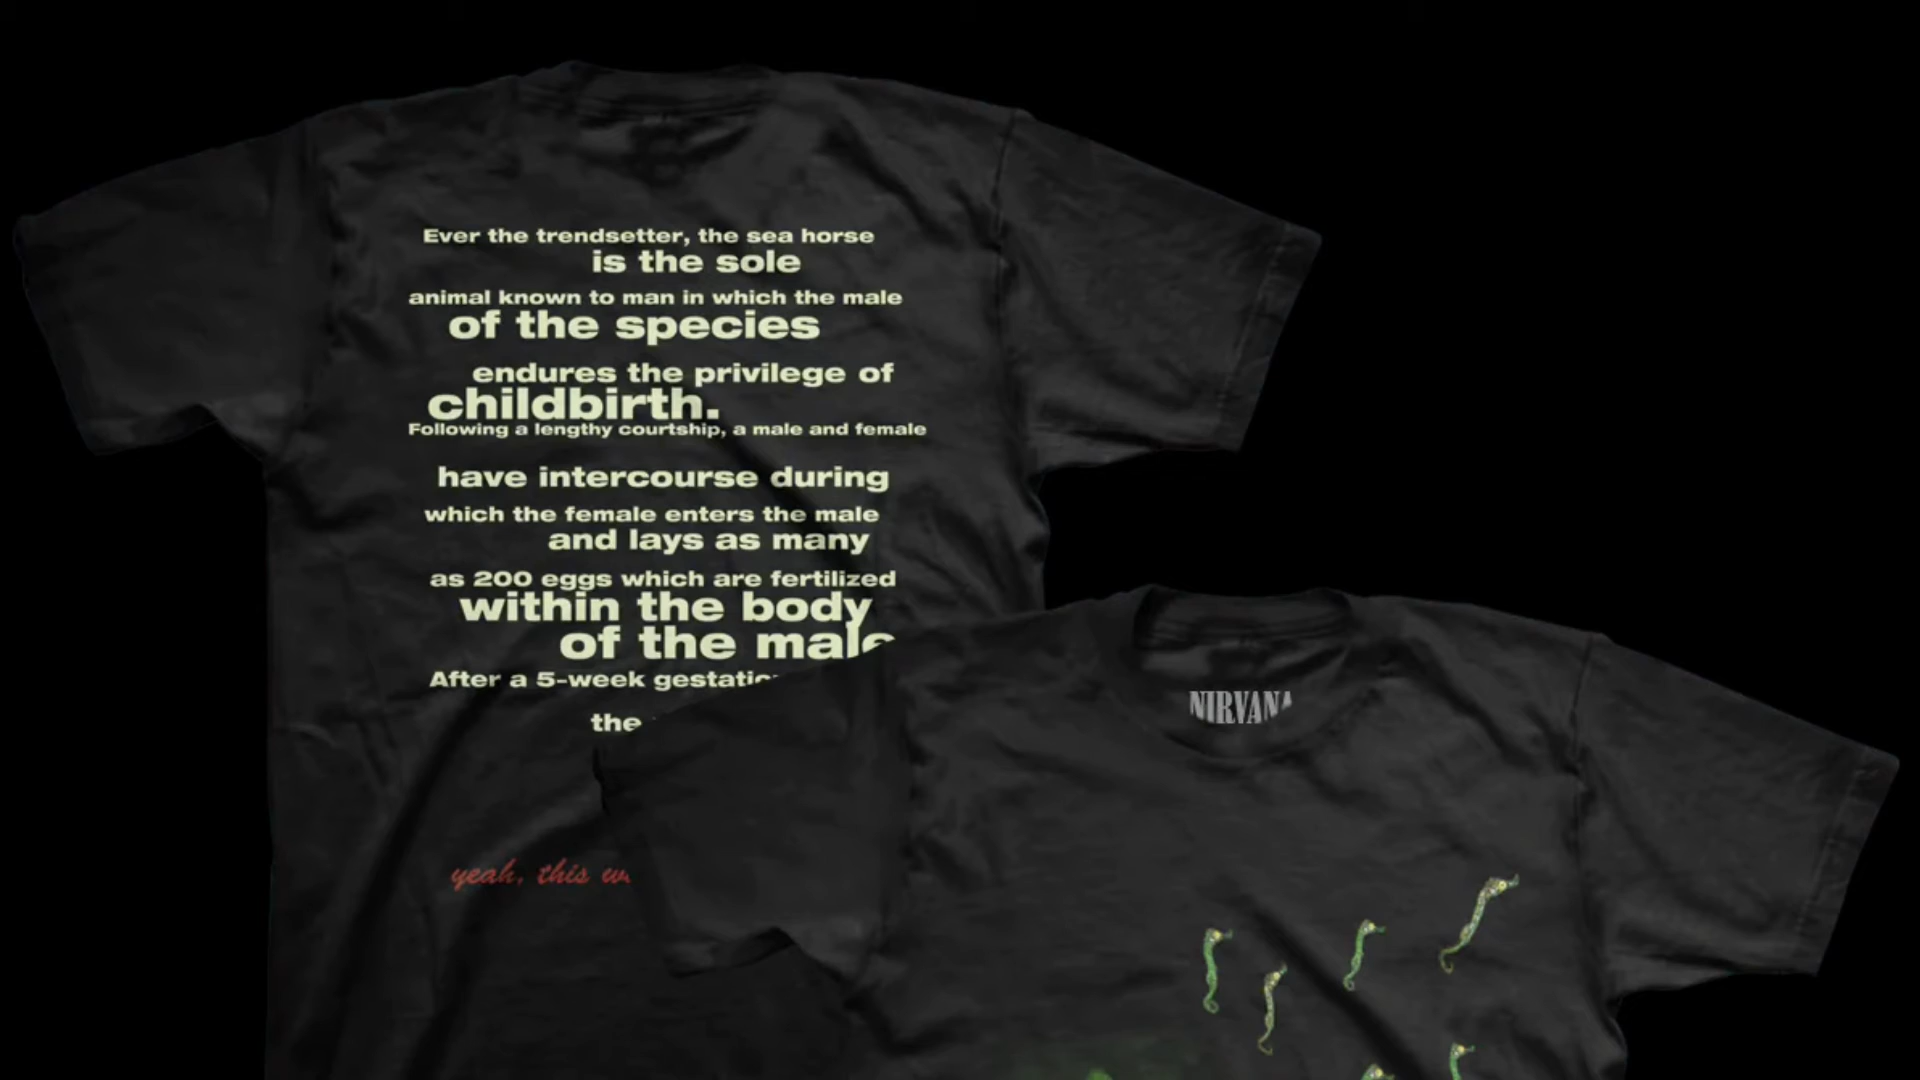 Ever the trendsetter, the sea horse
is the sole
animal known to man in which the male
of the species
endures the privilege of
childbirth.
Following a lengthy courtship, a male and female
have intercourse during
which the female enters the male
and lays as many
as 200 eggs which are fertilized
within the body
of the male
After a 5-week
the
yeah, this
NIRVANA